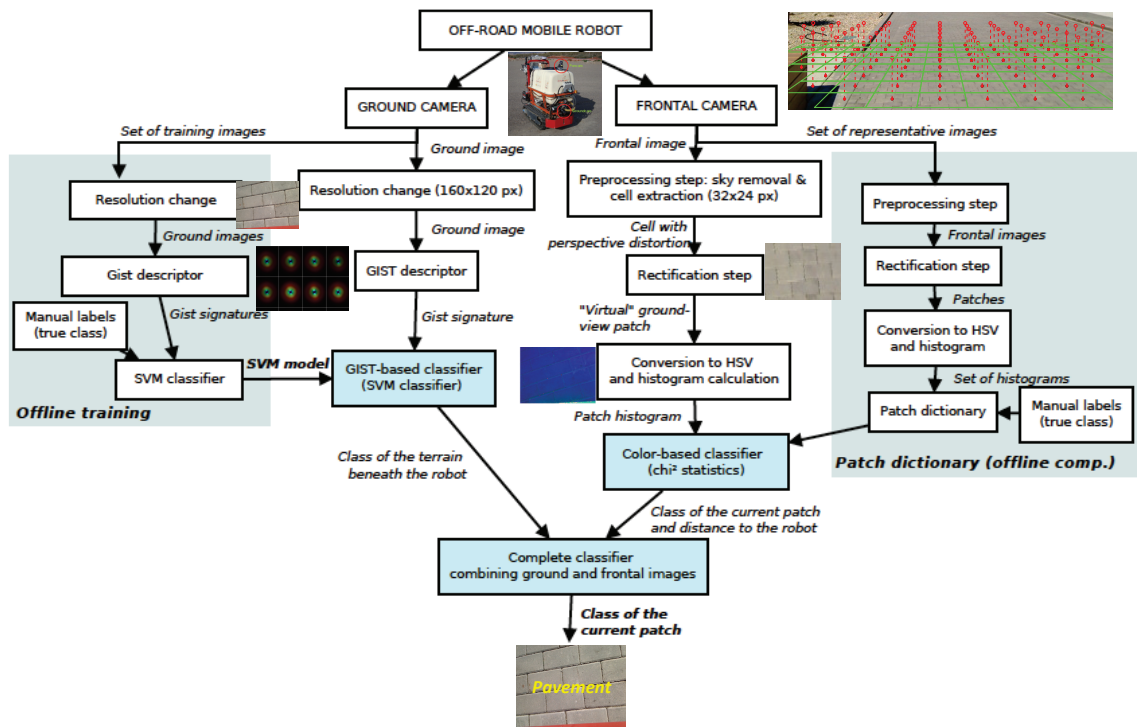 OFF-ROAD MOBILE ROBOT
GROUND CAMERA
FRONTAL CAMERA
Set of training images
Ground image
Frontal image
Set of representative images
Resolution change
Resolution change (160x120 px)
Preprocessing step: sky removal &
cell extraction (32x24 px)
Preprocessing step
Ground images
Ground image
Cell with
perspective distortion
Frontal images
Gist descriptor
GIST descriptor
Rectification step
Rectification step
Gist signatures
Gist signature
"Virtual" ground-
view patch
Patches
Manual labels
(true class)
SVM classifier
SVM model
GIST-based classifier
(SVM classifier)
Conversion to HSV
and histogram calculation
Conversion to HSV
and histogram
Offline training
Patch histogram
Set of histograms
Patch dictionary
Manual labels
(true class)
Class of the terrain
beneath the robot
Color-based classifier
(chi² statistics)
Patch dictionary (offline comp.)
Class of the current patch
and distance to the robot
Complete classifier
combining ground and frontal images
Class of the
current patch
Pavement